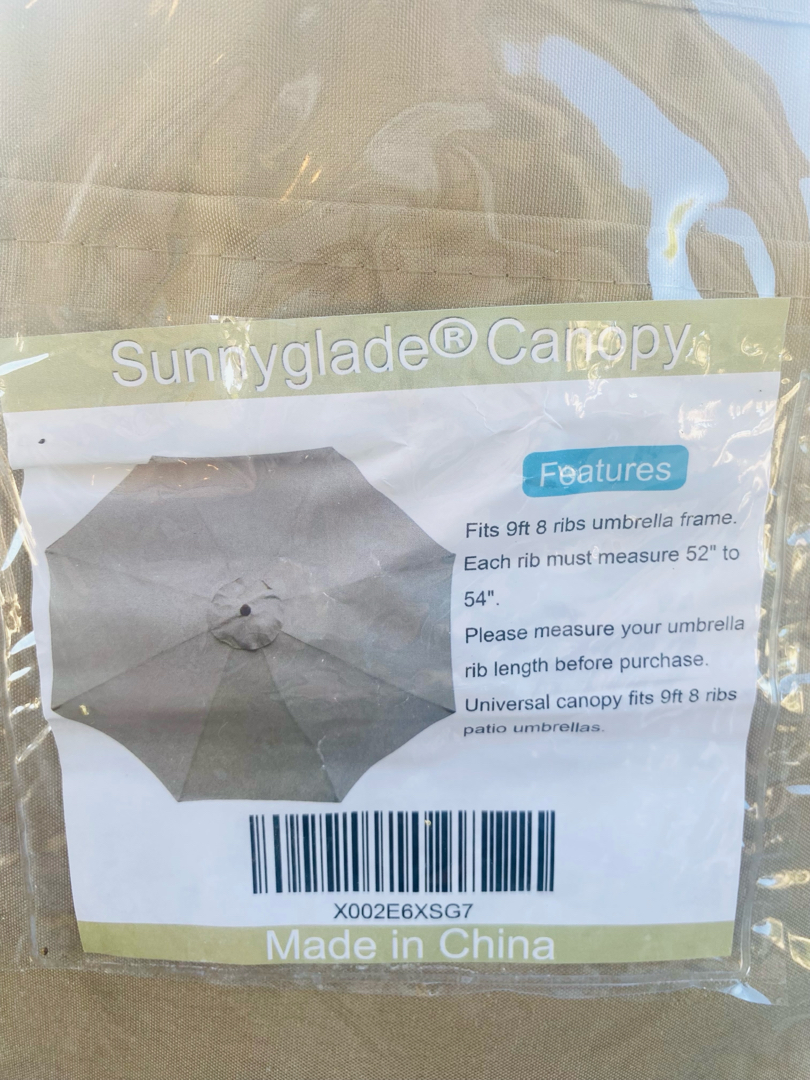 Sunnyglade® Canopy
Features
Fits 9ft 8 ribs umbrella frame.
Each rib must measure 52" to
54".
Please measure your umbrella
rib length before purchase.
Universal canopy fits 9ft 8 ribs
patio umbrellas.
X002E6XSG7
Made in China